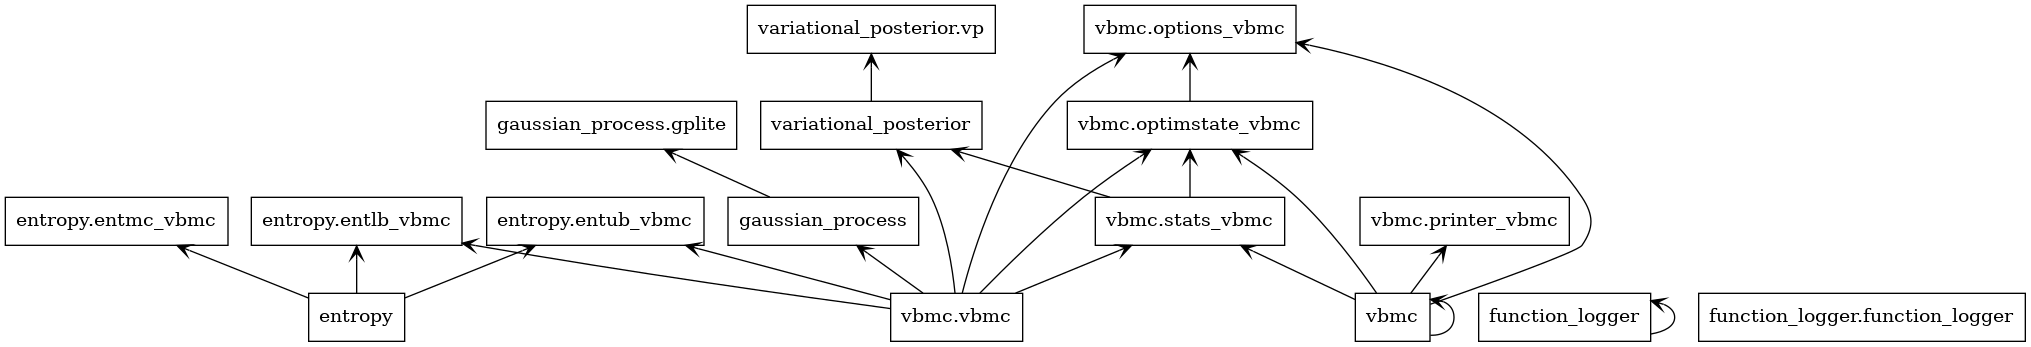 variational_posterior.vp
vbmc.options_vbmc
gaussian_process.gplite
variational_posterior
vbmc.optimstate_vbmc
entropy.entmc_vbmc
entropy.entlb_vbmc
entropy.entub_vbmc
gaussian_process
vbmc.stats_vbmc
vbmc.printer_vbmc
entropy
vbmc.vbmc
vbmc
function_logger
function_logger.function_logger